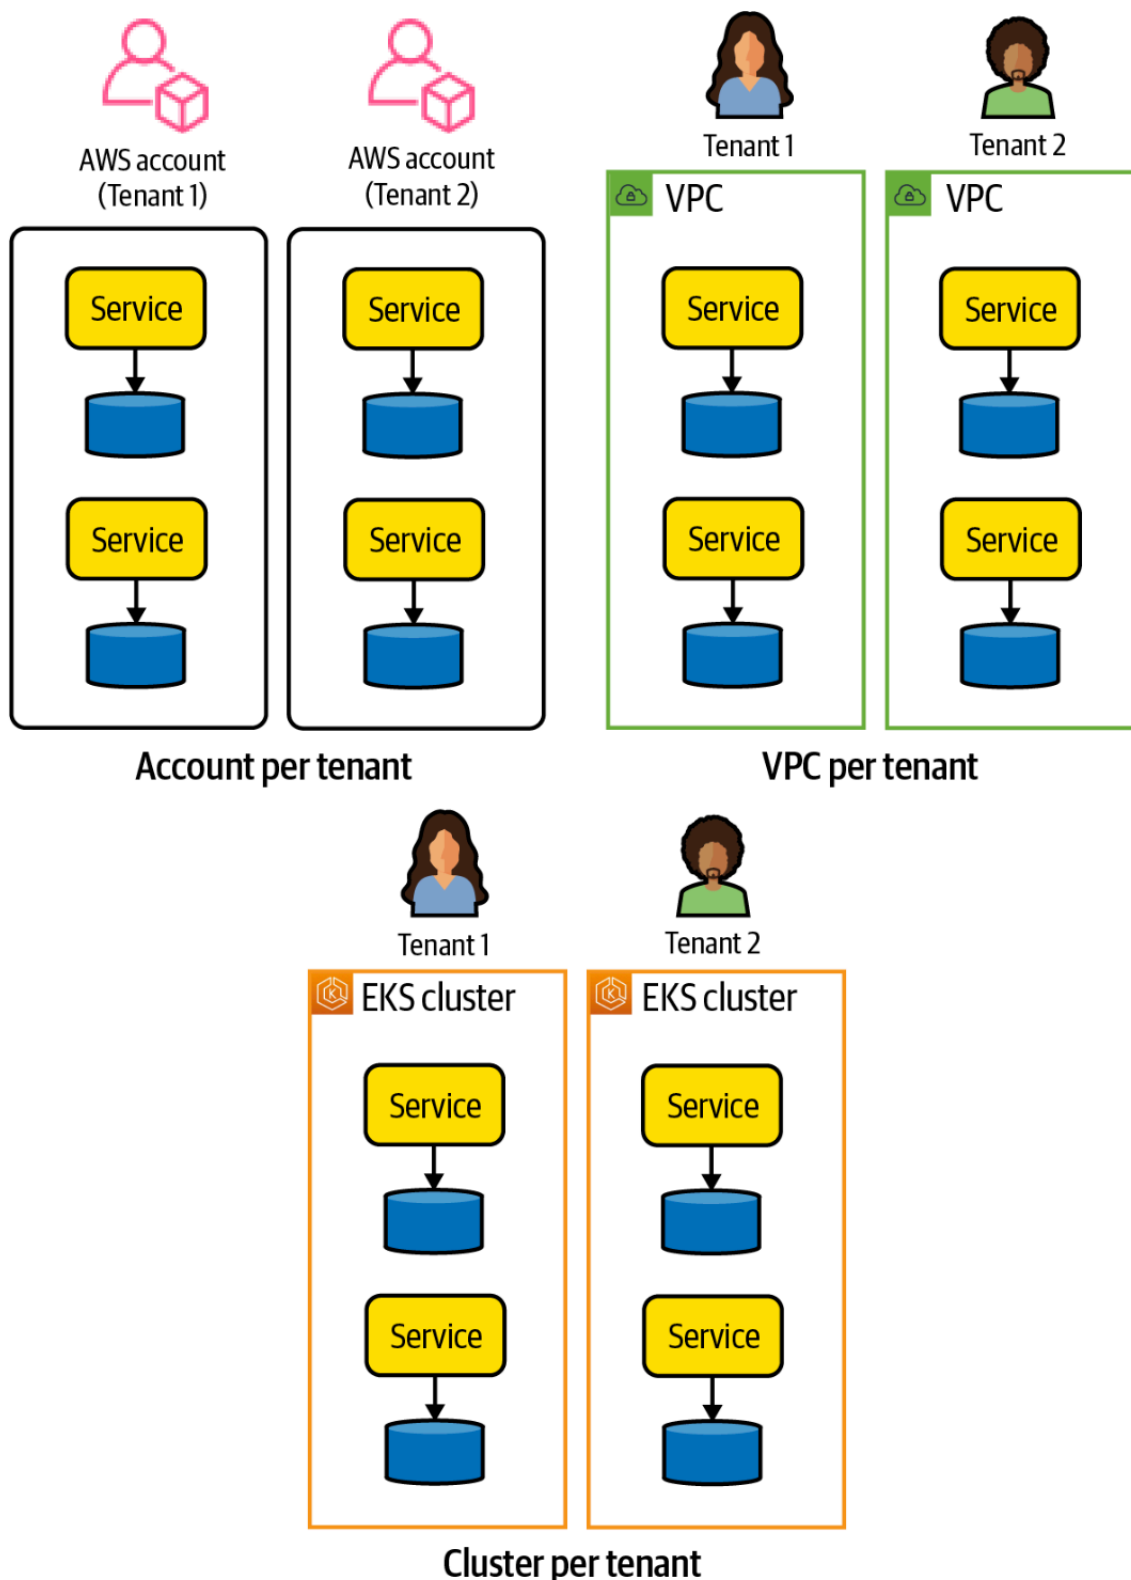 AWS account
(Tenant 1)
AWS account
(Tenant 2)
Service
Service
Service
Service
Account per tenant
Tenant 1
Tenant 2
VPC
VPC
Service
Service
Service
Service
VPC per tenant
Tenant 1
Tenant 2
EKS cluster
EKS cluster
Service
Service
Service
Service
Cluster per tenant